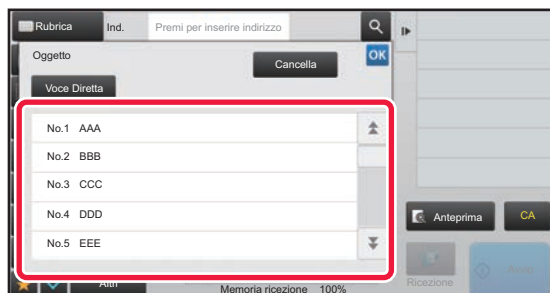 Rubrica Ind. Premi per inserire indirizzo
Oggetto Cancella OK
Voce Diretta
No.1 AAA
No.2 BBB
No.3 CCC
No.4 DDD
Anteprima CA
No.5 EEE
Altri
Memoria ricezione 100%
Ricezione
Avvio